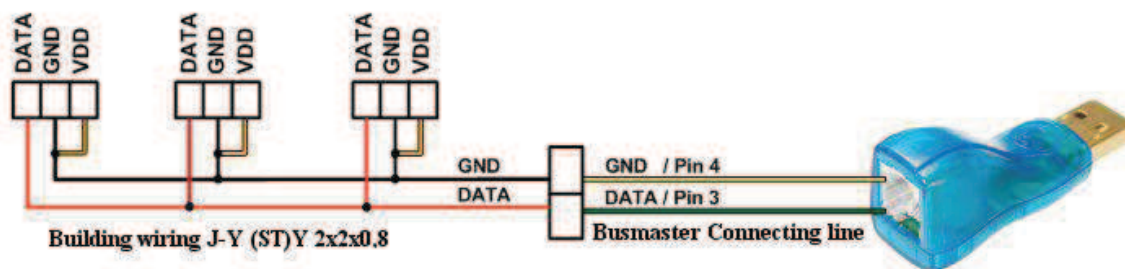 DATA GND VDD
DATA GND VDD
DATA GND VDD
GND
GND / Pin 4
DATA
DATA / Pin 3
Building wiring J-Y (ST)Y 2x2x0.8
Busmaster Connecting line